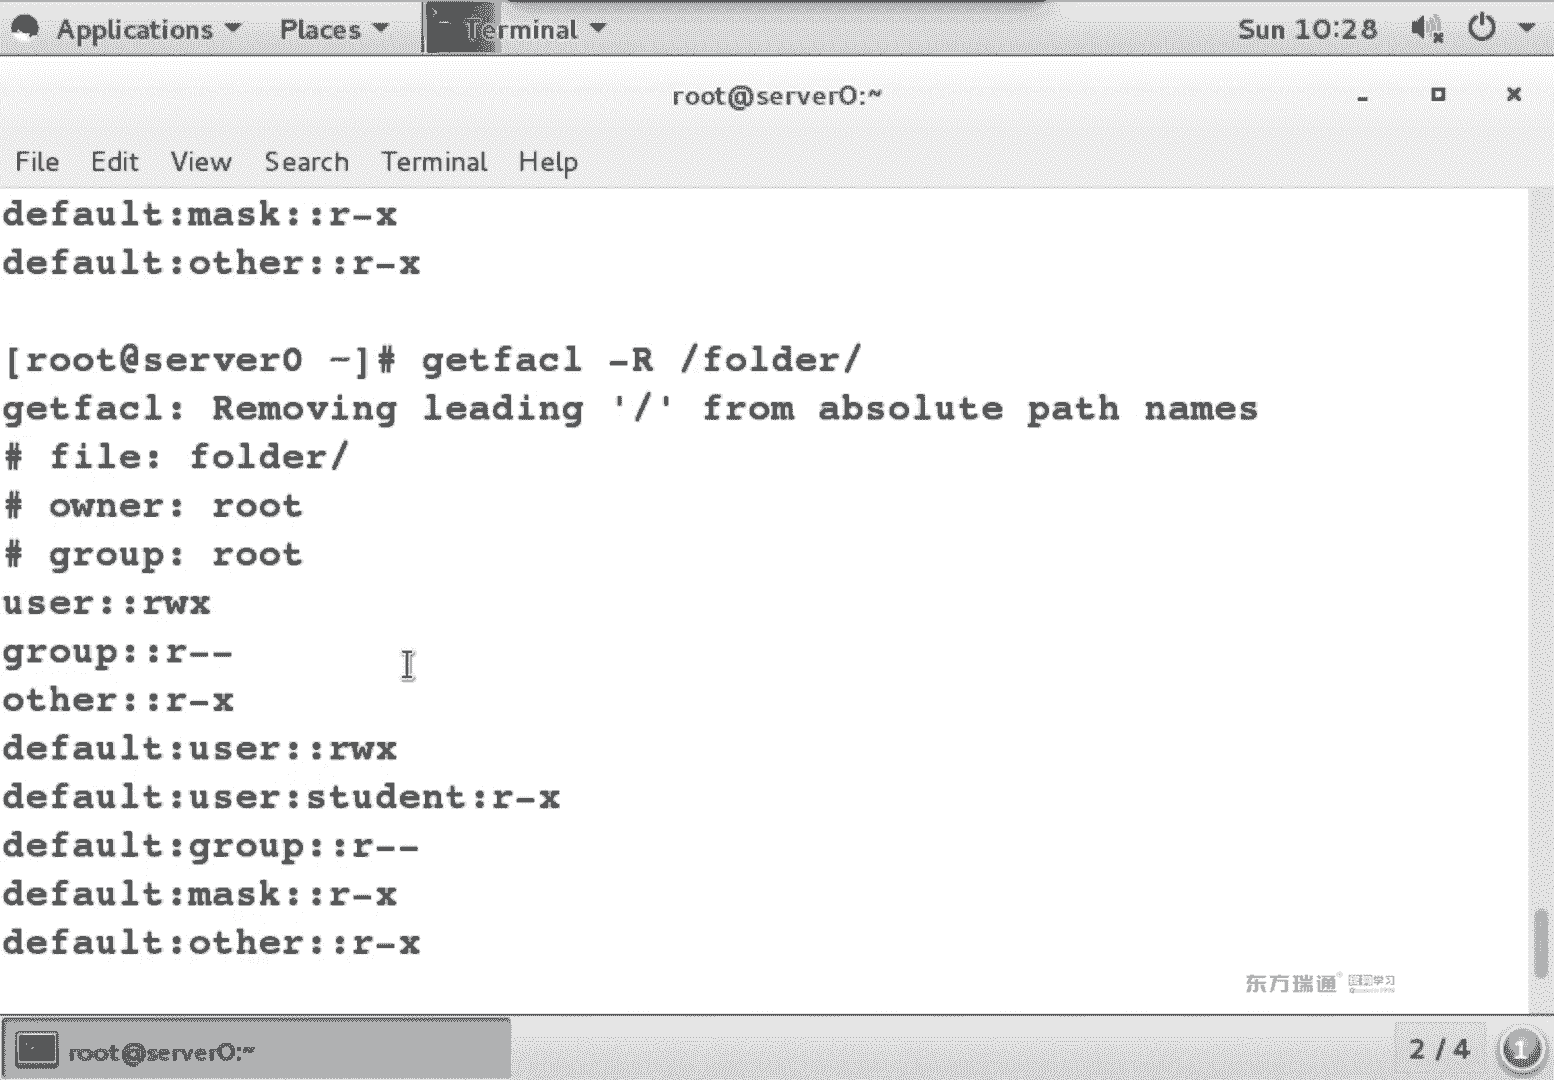 Applications Places Terminal Sun 10:28
root@server0:~
File Edit View Search Terminal Help
default:mask::r-x
default:other::r-x
[root@server0 ~]# getfacl -R /folder/
getfacl: Removing leading '/' from absolute path names
# file: folder/
# owner: root
# group: root
user::rwx
group::r--
other::r-x
default:user::rwx
default:user:student:r-x
default:group::r--
default:mask::r-x
default:other::r-x
东方瑞通® 学习
root@server0:~ 2 / 4 1